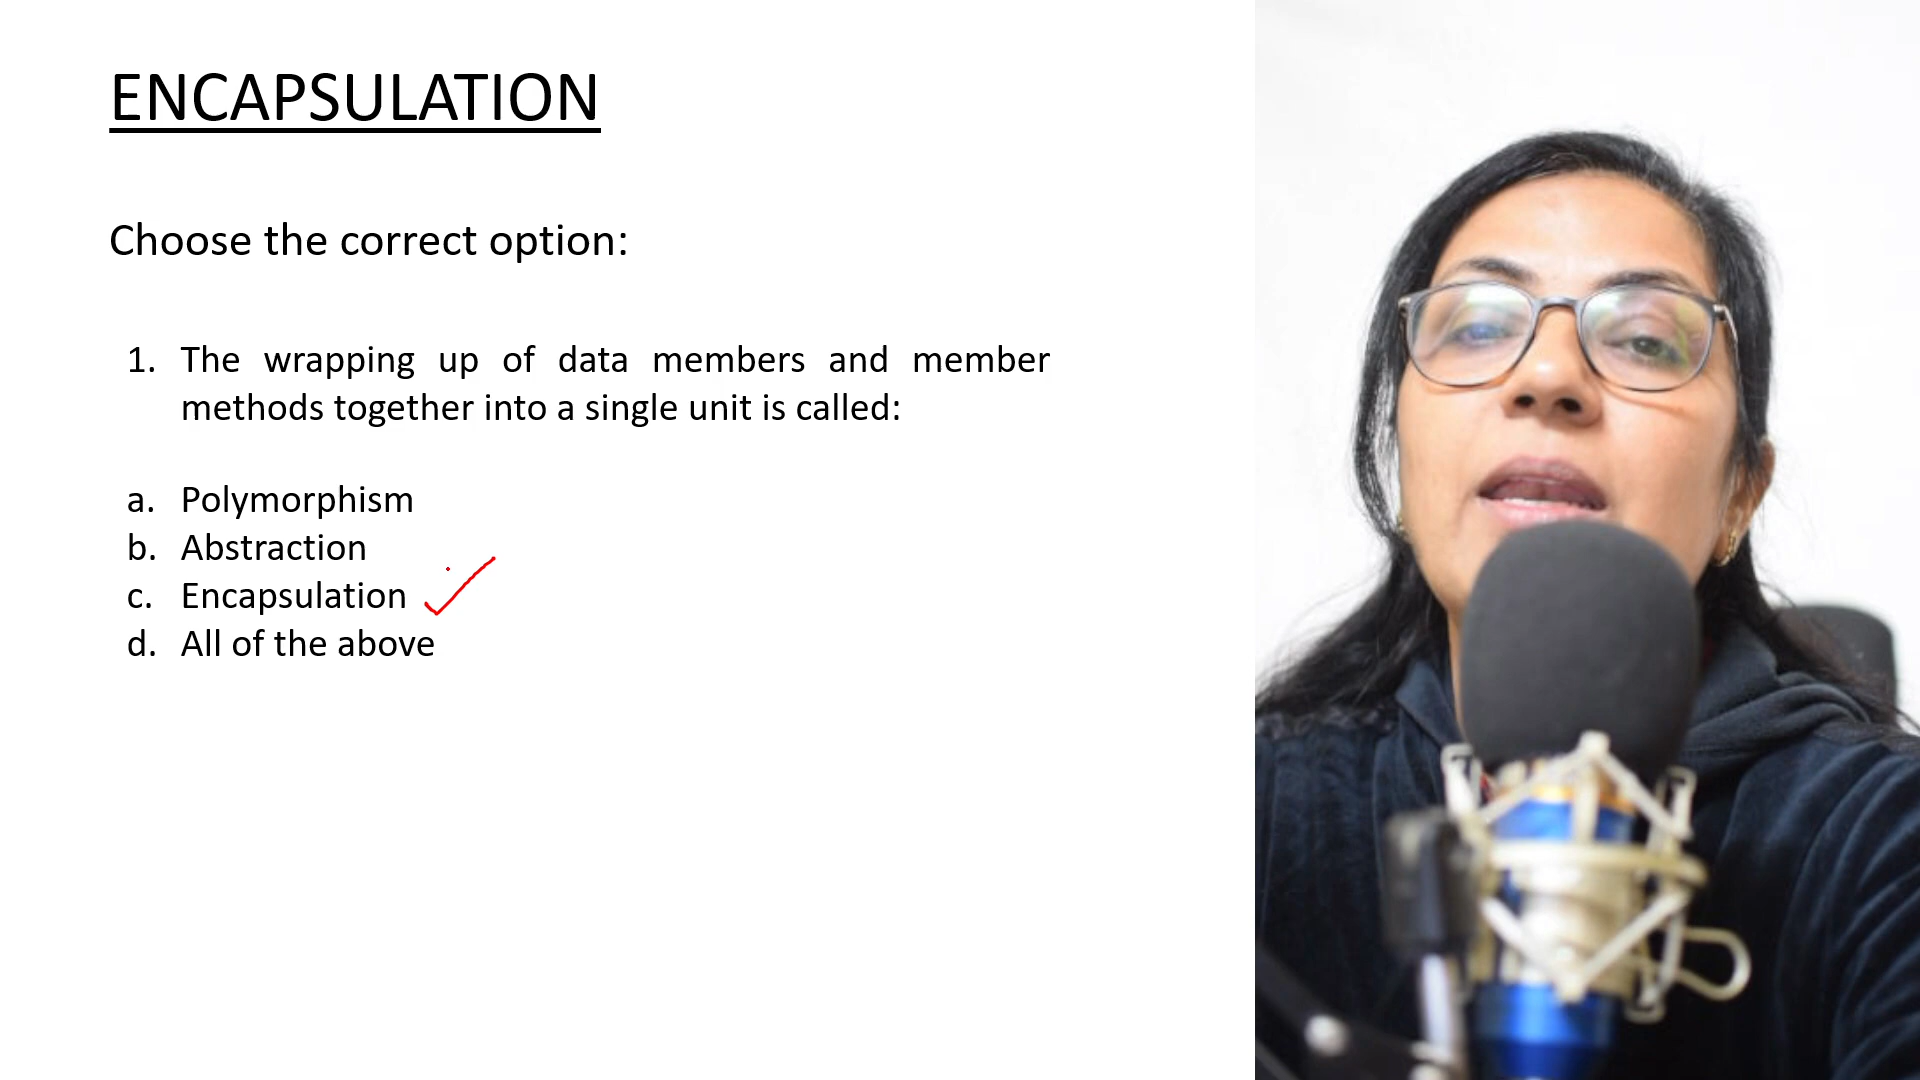 ENCAPSULATION
Choose the correct option:
1. The wrapping up of data members and member
methods together into a single unit is called:
a. Polymorphism
b. Abstraction
c. Encapsulation
d. All of the above